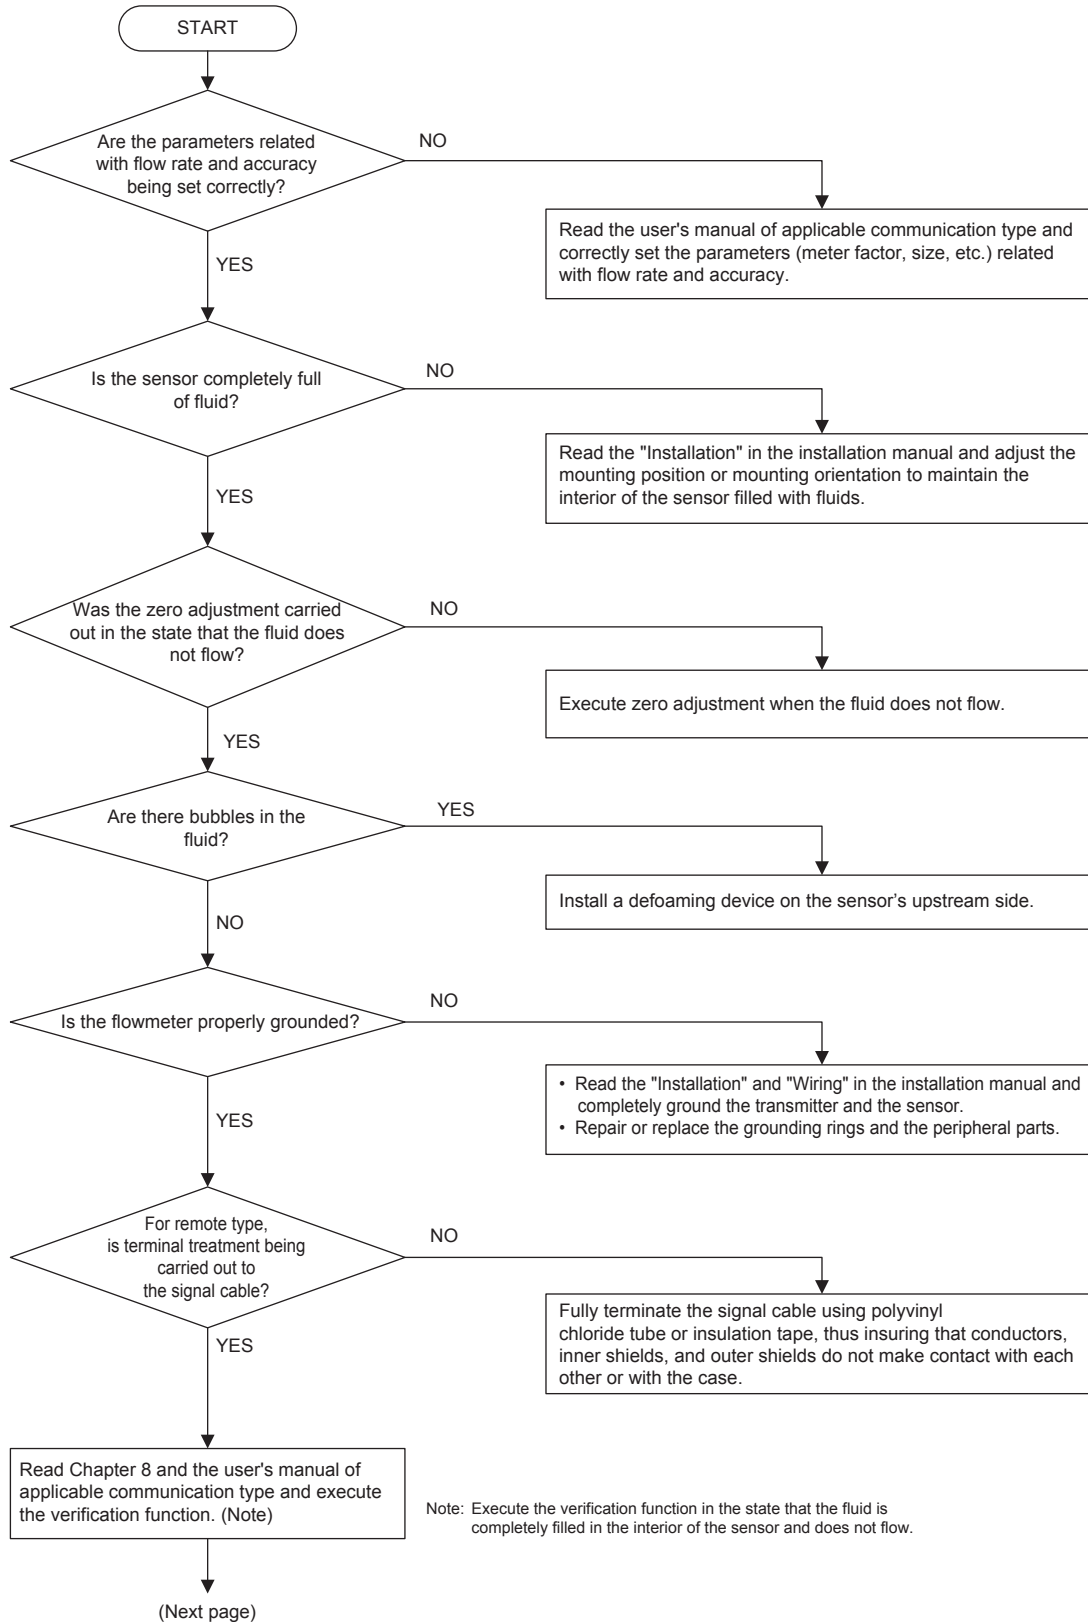 START
Are the parameters related
with flow rate and accuracy
being set correctly?
NO
Read the user's manual of applicable communication type and
correctly set the parameters (meter factor, size, etc.) related
with flow rate and accuracy.
YES
Is the sensor completely full
of fluid?
NO
Read the "Installation" in the installation manual and adjust the
mounting position or mounting orientation to maintain the
interior of the sensor filled with fluids.
YES
Was the zero adjustment carried
out in the state that the fluid does
not flow?
NO
Execute zero adjustment when the fluid does not flow.
YES
Are there bubbles in the
fluid?
YES
Install a defoaming device on the sensor’s upstream side.
NO
Is the flowmeter properly grounded?
NO
• Read the "Installation" and "Wiring" in the installation manual and
completely ground the transmitter and the sensor.
• Repair or replace the grounding rings and the peripheral parts.
YES
For remote type,
is terminal treatment being
carried out to
the signal cable?
NO
Fully terminate the signal cable using polyvinyl
chloride tube or insulation tape, thus insuring that conductors,
inner shields, and outer shields do not make contact with each
other or with the case.
YES
Read Chapter 8 and the user's manual of
applicable communication type and execute
the verification function. (Note)
Note: Execute the verification function in the state that the fluid is
completely filled in the interior of the sensor and does not flow.
(Next page)